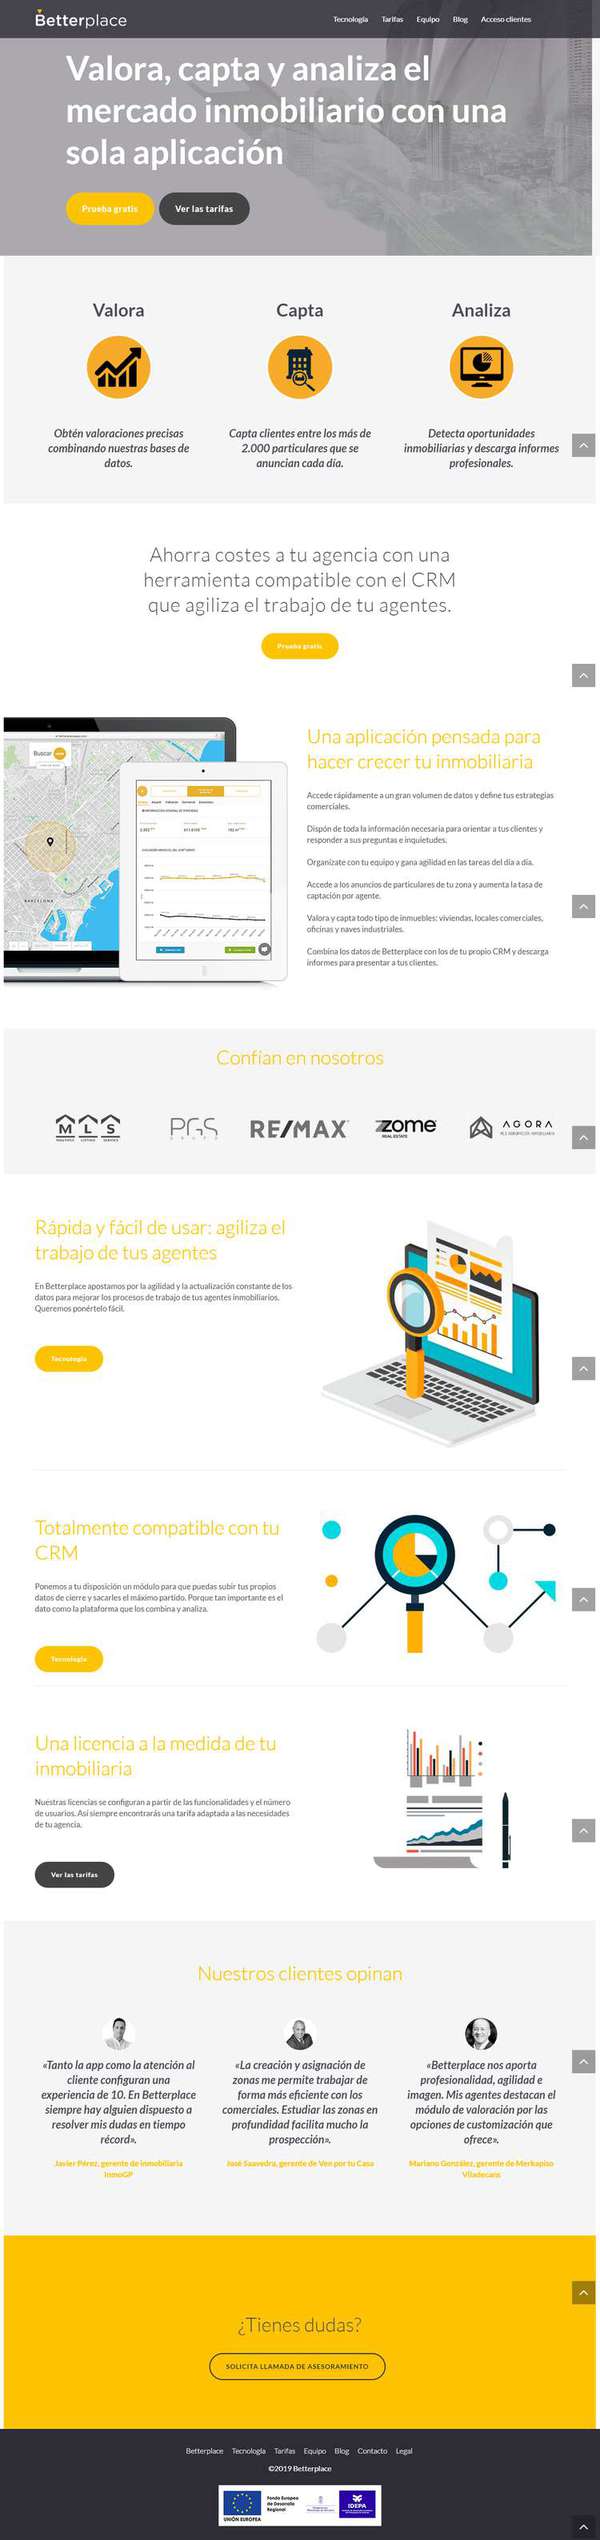 Betterplace
Tecnología Tarifas Equipo Blog Acceso clientes
Valora, capta y analiza el
mercado inmobiliario con una
sola aplicación
Prueba gratis Ver las tarifas
Valora Capta Analiza
Obtén valoraciones precisas
combinando nuestras bases de
datos.
Capta clientes entre los más de
2.000 particulares que se
anuncian cada día.
Detecta oportunidades
inmobiliarias y descarga informes
profesionales.
Ahorra costes a tu agencia con una
herramienta compatible con el CRM
que agiliza el trabajo de tu agentes.
Prueba gratis
Buscar
BARCELONA
Una aplicación pensada para
hacer crecer tu inmobiliaria
Accede rápidamente a un gran volumen de datos y define tus estrategias
comerciales.
Dispón de toda la información necesaria para orientar a tus clientes y
responder a sus preguntas e inquietudes.
Organízate con tu equipo y gana agilidad en las tareas del día a día.
Accede a los anuncios de particulares de tu zona y aumenta la tasa de
captación por agente.
Valora y capta todo tipo de inmuebles: viviendas, locales comerciales,
oficinas y naves industriales.
Combina los datos de Betterplace con los de tu propio CRM y descarga
informes para presentar a tus clientes.
Confían en nosotros
MLS
MULTIPLE LISTING SERVICE
PGS
GRUPO
RE/MAX
zome
REAL ESTATE
AGORA
MLS AGRUPACIÓN INMOBILIARIA
Rápida y fácil de usar: agiliza el
trabajo de tus agentes
En Betterplace apostamos por la agilidad y la actualización constante de los
datos para mejorar los procesos de trabajo de tus agentes inmobiliarios.
Queremos ponértelo fácil.
Tecnología
Totalmente compatible con tu
CRM
Ponemos a tu disposición un módulo para que puedas subir tus propios
datos de cierre y sacarles el máximo partido. Porque tan importante es el
dato como la plataforma que los combina y analiza.
Tecnología
Una licencia a la medida de tu
inmobiliaria
Nuestras licencias se configuran a partir de las funcionalidades y el número
de usuarios. Así siempre encontrarás una tarifa adaptada a las necesidades
de tu agencia.
Ver las tarifas
Nuestros clientes opinan
«Tanto la app como la atención al
cliente configuran una
experiencia de 10. En Betterplace
siempre hay alguien dispuesto a
resolver mis dudas en tiempo
récord».
Javier Pérez, gerente de inmobiliaria
InmoGP
«La creación y asignación de
zonas me permite trabajar de
forma más eficiente con los
comerciales. Estudiar las zonas en
profundidad facilita mucho la
prospección».
José Saavedra, gerente de Ven por tu Casa
«Betterplace nos aporta
profesionalidad, agilidad e
imagen. Mis agentes destacan el
módulo de valoración por las
opciones de customización que
ofrece».
Mariano González, gerente de Merkapiso
Viladecans
¿Tienes dudas?
SOLICITA LLAMADA DE ASESORAMIENTO
Betterplace Tecnología Tarifas Equipo Blog Contacto Legal
©2019 Betterplace
UNIÓN EUROPEA
Fondo Europeo
de Desarrollo
Regional
IDEPA